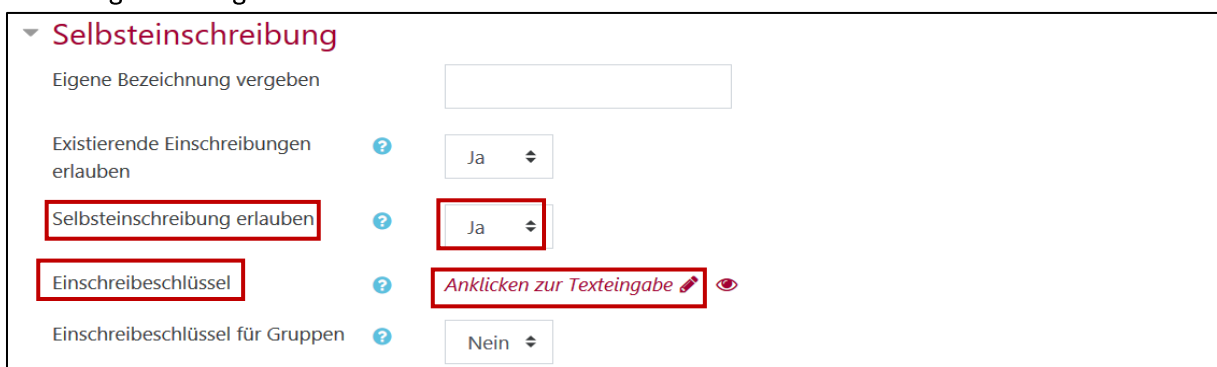 Selbsteinschreibung
Eigene Bezeichnung vergeben
Existierende Einschreibungen
erlauben
Ja
Selbsteinschreibung erlauben
Ja
Einschreibeschlüssel
Anklicken zur Texteingabe
Einschreibeschlüssel für Gruppen
Nein